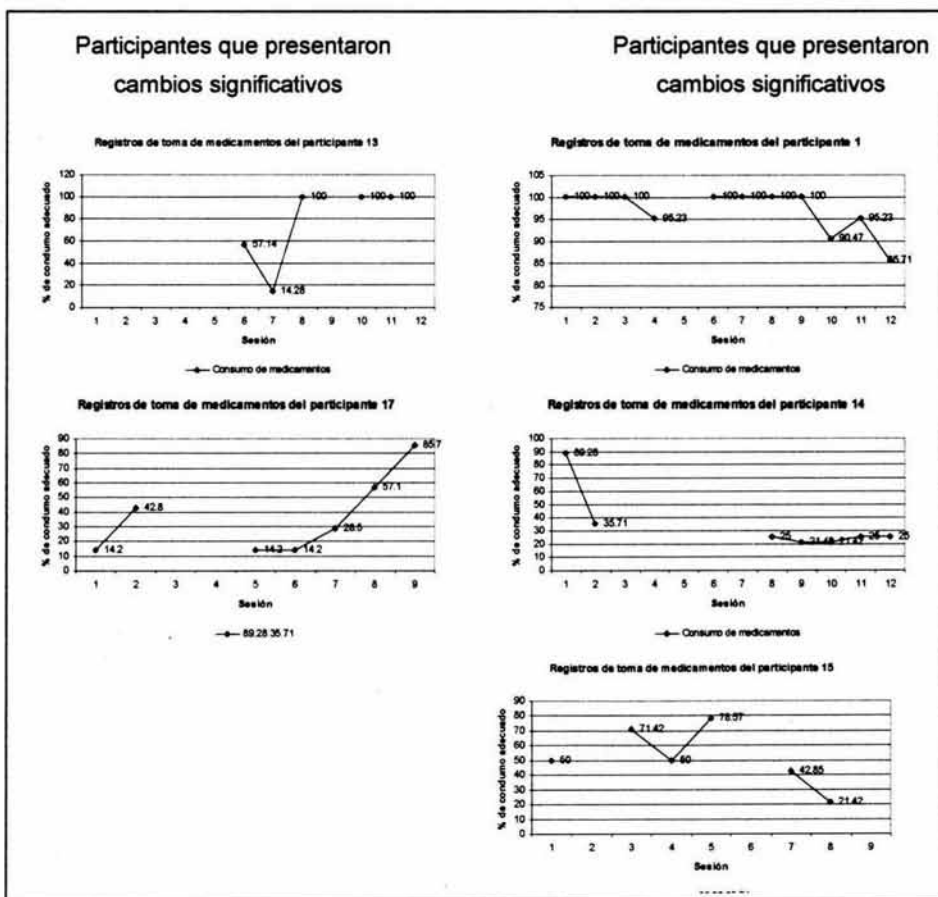 Participantes que presentaron
cambios significativos
Registros de toma de medicamentos del participante 13
% de condumo adecuado
120
100
80
60
40
20
0
57.14
14.28
100
100
100
1 2 3 4 5 6 7 8 9 10 11 12
Sesión
Consumo de medicamentos
Registros de toma de medicamentos del participante 17
% de condumo adecuado
90
80
70
60
50
40
30
20
10
0
14.2
42.8
14.2
14.2
28.5
57.1
85.7
1 2 3 4 5 6 7 8 9
Sesión
89.28 35.71
Participantes que presentaron
cambios significativos
Registros de toma de medicamentos del participante 1
% de condumo adecuado
105
100
95
90
85
80
75
100
100
100
95.23
100
100
100
100
90.47
95.23
85.71
1 2 3 4 5 6 7 8 9 10 11 12
Sesión
Consumo de medicamentos
Registros de toma de medicamentos del participante 14
% de condumo adecuado
100
90
80
70
60
50
40
30
20
10
0
89.28
35.71
25
25
25
1 2 3 4 5 6 7 8 9 10 11 12
Sesión
Consumo de medicamentos
Registros de toma de medicamentos del participante 15
% de condumo adecuado
90
80
70
60
50
40
30
20
10
0
50
71.42
50
78.57
42.85
21.42
1 2 3 4 5 6 7 8 9
Sesión